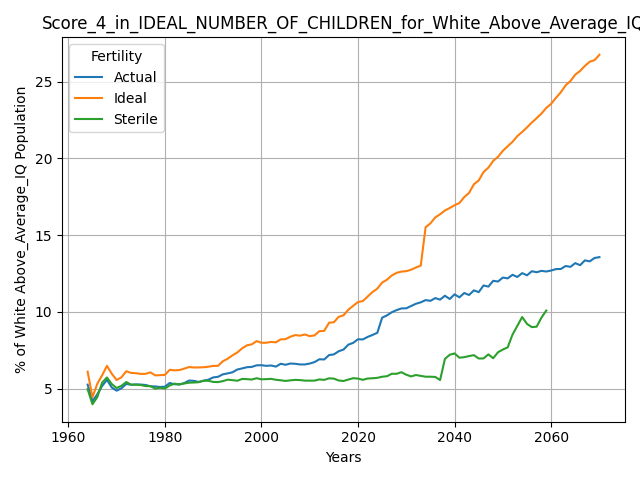 Score_4_in_IDEAL_NUMBER_OF_CHILDREN_for_White_Above_Average_IQ
Fertility
Actual
Ideal
Sterile
% of White Above_Average_IQ Population
25
20
15
10
5
1960 1980 2000 2020 2040 2060
Years